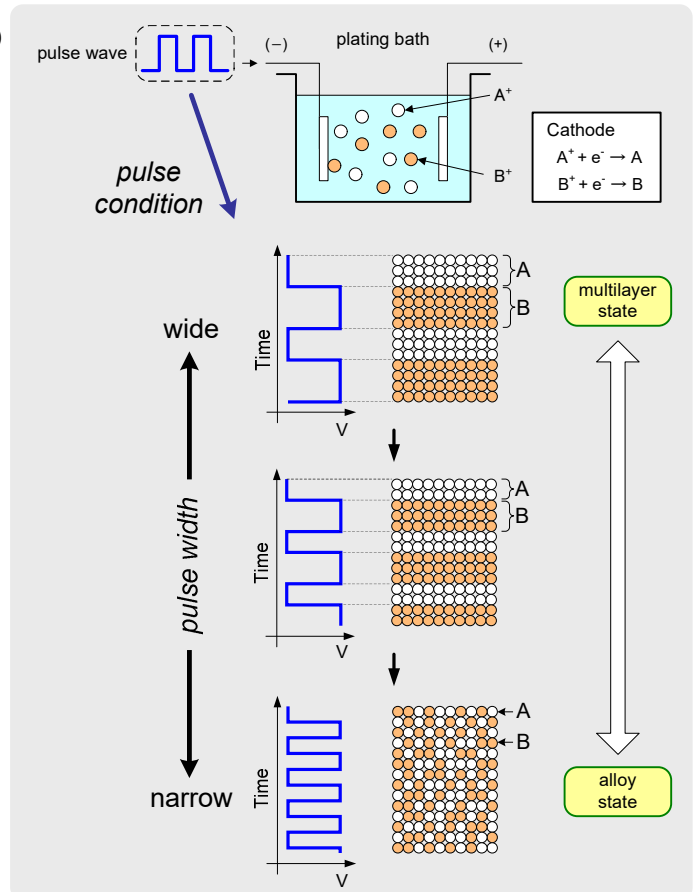 )
pulse wave
(−)
plating bath
(+)
A⁺
B⁺
Cathode
A⁺ + e⁻ → A
B⁺ + e⁻ → B
pulse
condition
wide
pulse width
narrow
Time
V
A
B
multilayer
state
Time
V
A
B
Time
V
A
B
alloy
state